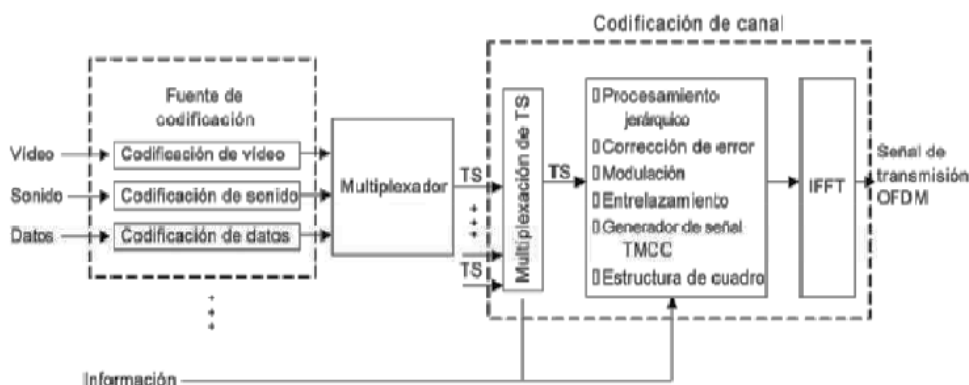 Codificación de canal
Fuente de
codificación
Vídeo
Codificación de vídeo
Sonido
Codificación de sonido
Datos
Codificación de datos
Multiplexador
TS
TS
Multiplexación de TS
TS
Procesamiento
jerárquico
Corrección de error
Modulación
Entrelazamiento
Generador de señal
TMCC
Estructura de cuadro
IFFT
Señal de
transmisión
OFDM
Información